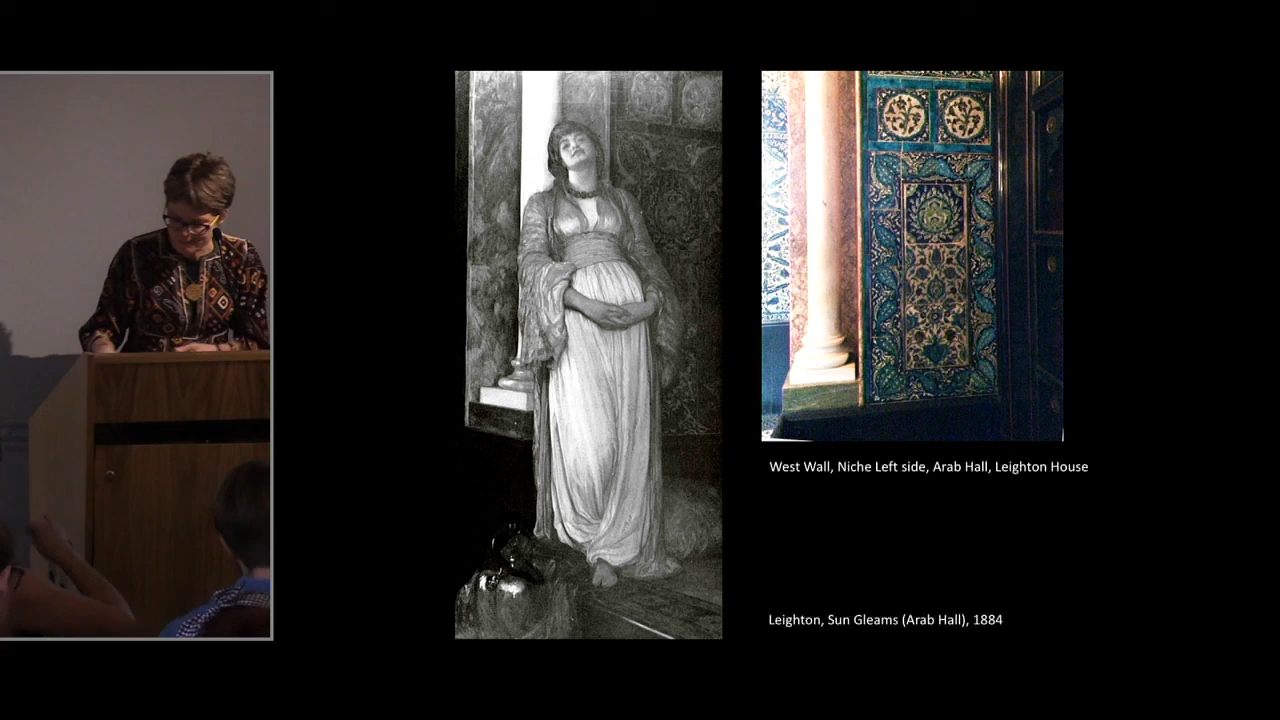 West Wall, Niche Left side, Arab Hall, Leighton House
Leighton, Sun Gleams (Arab Hall), 1884